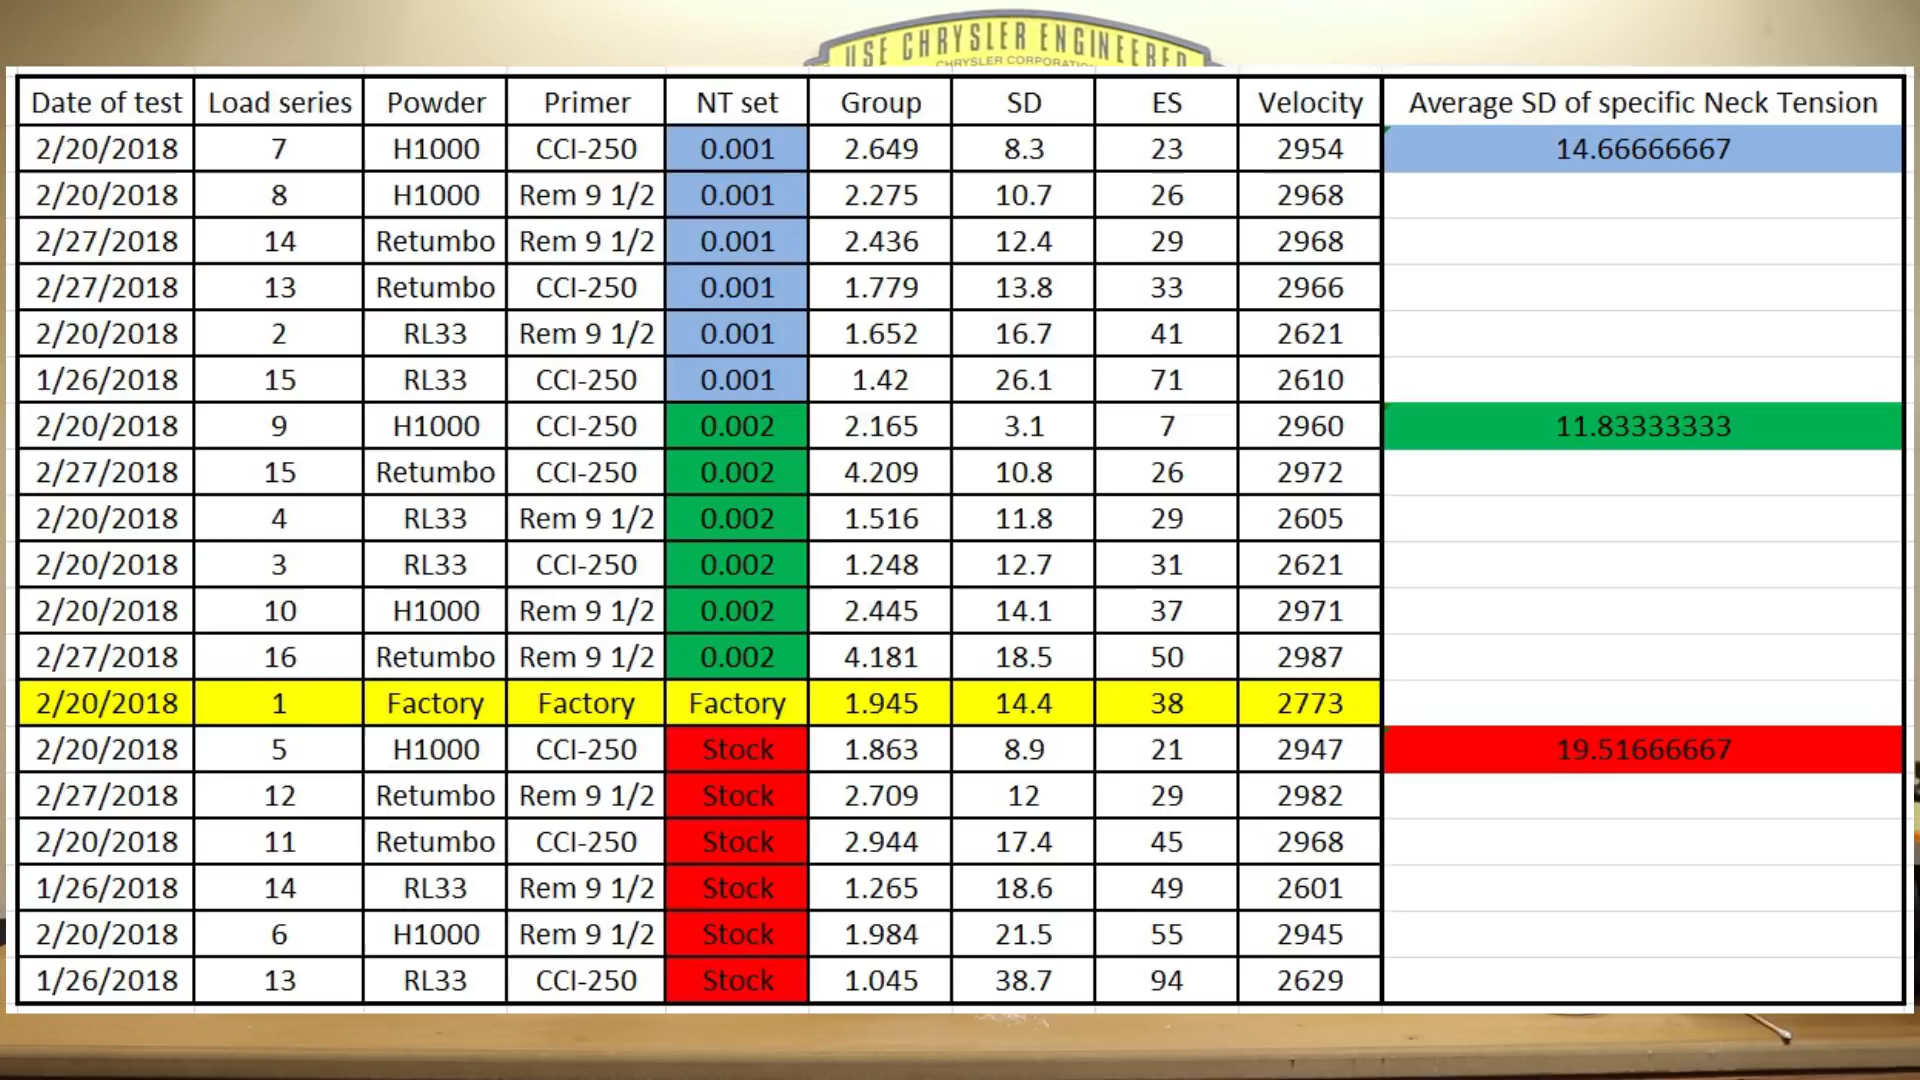 USE CHRYSLER ENGINEERED
CHRYSLER CORPORATI
Date of test Load series Powder Primer NT set Group SD ES Velocity Average SD of specific Neck Tension
2/20/2018 7 H1000 CCI-250 0.001 2.649 8.3 23 2954 14.66666667
2/20/2018 8 H1000 Rem 9 1/2 0.001 2.275 10.7 26 2968
2/27/2018 14 Retumbo Rem 9 1/2 0.001 2.436 12.4 29 2968
2/27/2018 13 Retumbo CCI-250 0.001 1.779 13.8 33 2966
2/20/2018 2 RL33 Rem 9 1/2 0.001 1.652 16.7 41 2621
1/26/2018 15 RL33 CCI-250 0.001 1.42 26.1 71 2610
2/20/2018 9 H1000 CCI-250 0.002 2.165 3.1 7 2960 11.83333333
2/27/2018 15 Retumbo CCI-250 0.002 4.209 10.8 26 2972
2/20/2018 4 RL33 Rem 9 1/2 0.002 1.516 11.8 29 2605
2/20/2018 3 RL33 CCI-250 0.002 1.248 12.7 31 2621
2/20/2018 10 H1000 Rem 9 1/2 0.002 2.445 14.1 37 2971
2/27/2018 16 Retumbo Rem 9 1/2 0.002 4.181 18.5 50 2987
2/20/2018 1 Factory Factory Factory 1.945 14.4 38 2773
2/20/2018 5 H1000 CCI-250 Stock 1.863 8.9 21 2947 19.51666667
2/27/2018 12 Retumbo Rem 9 1/2 Stock 2.709 12 29 2982
2/20/2018 11 Retumbo CCI-250 Stock 2.944 17.4 45 2968
1/26/2018 14 RL33 Rem 9 1/2 Stock 1.265 18.6 49 2601
2/20/2018 6 H1000 Rem 9 1/2 Stock 1.984 21.5 55 2945
1/26/2018 13 RL33 CCI-250 Stock 1.045 38.7 94 2629